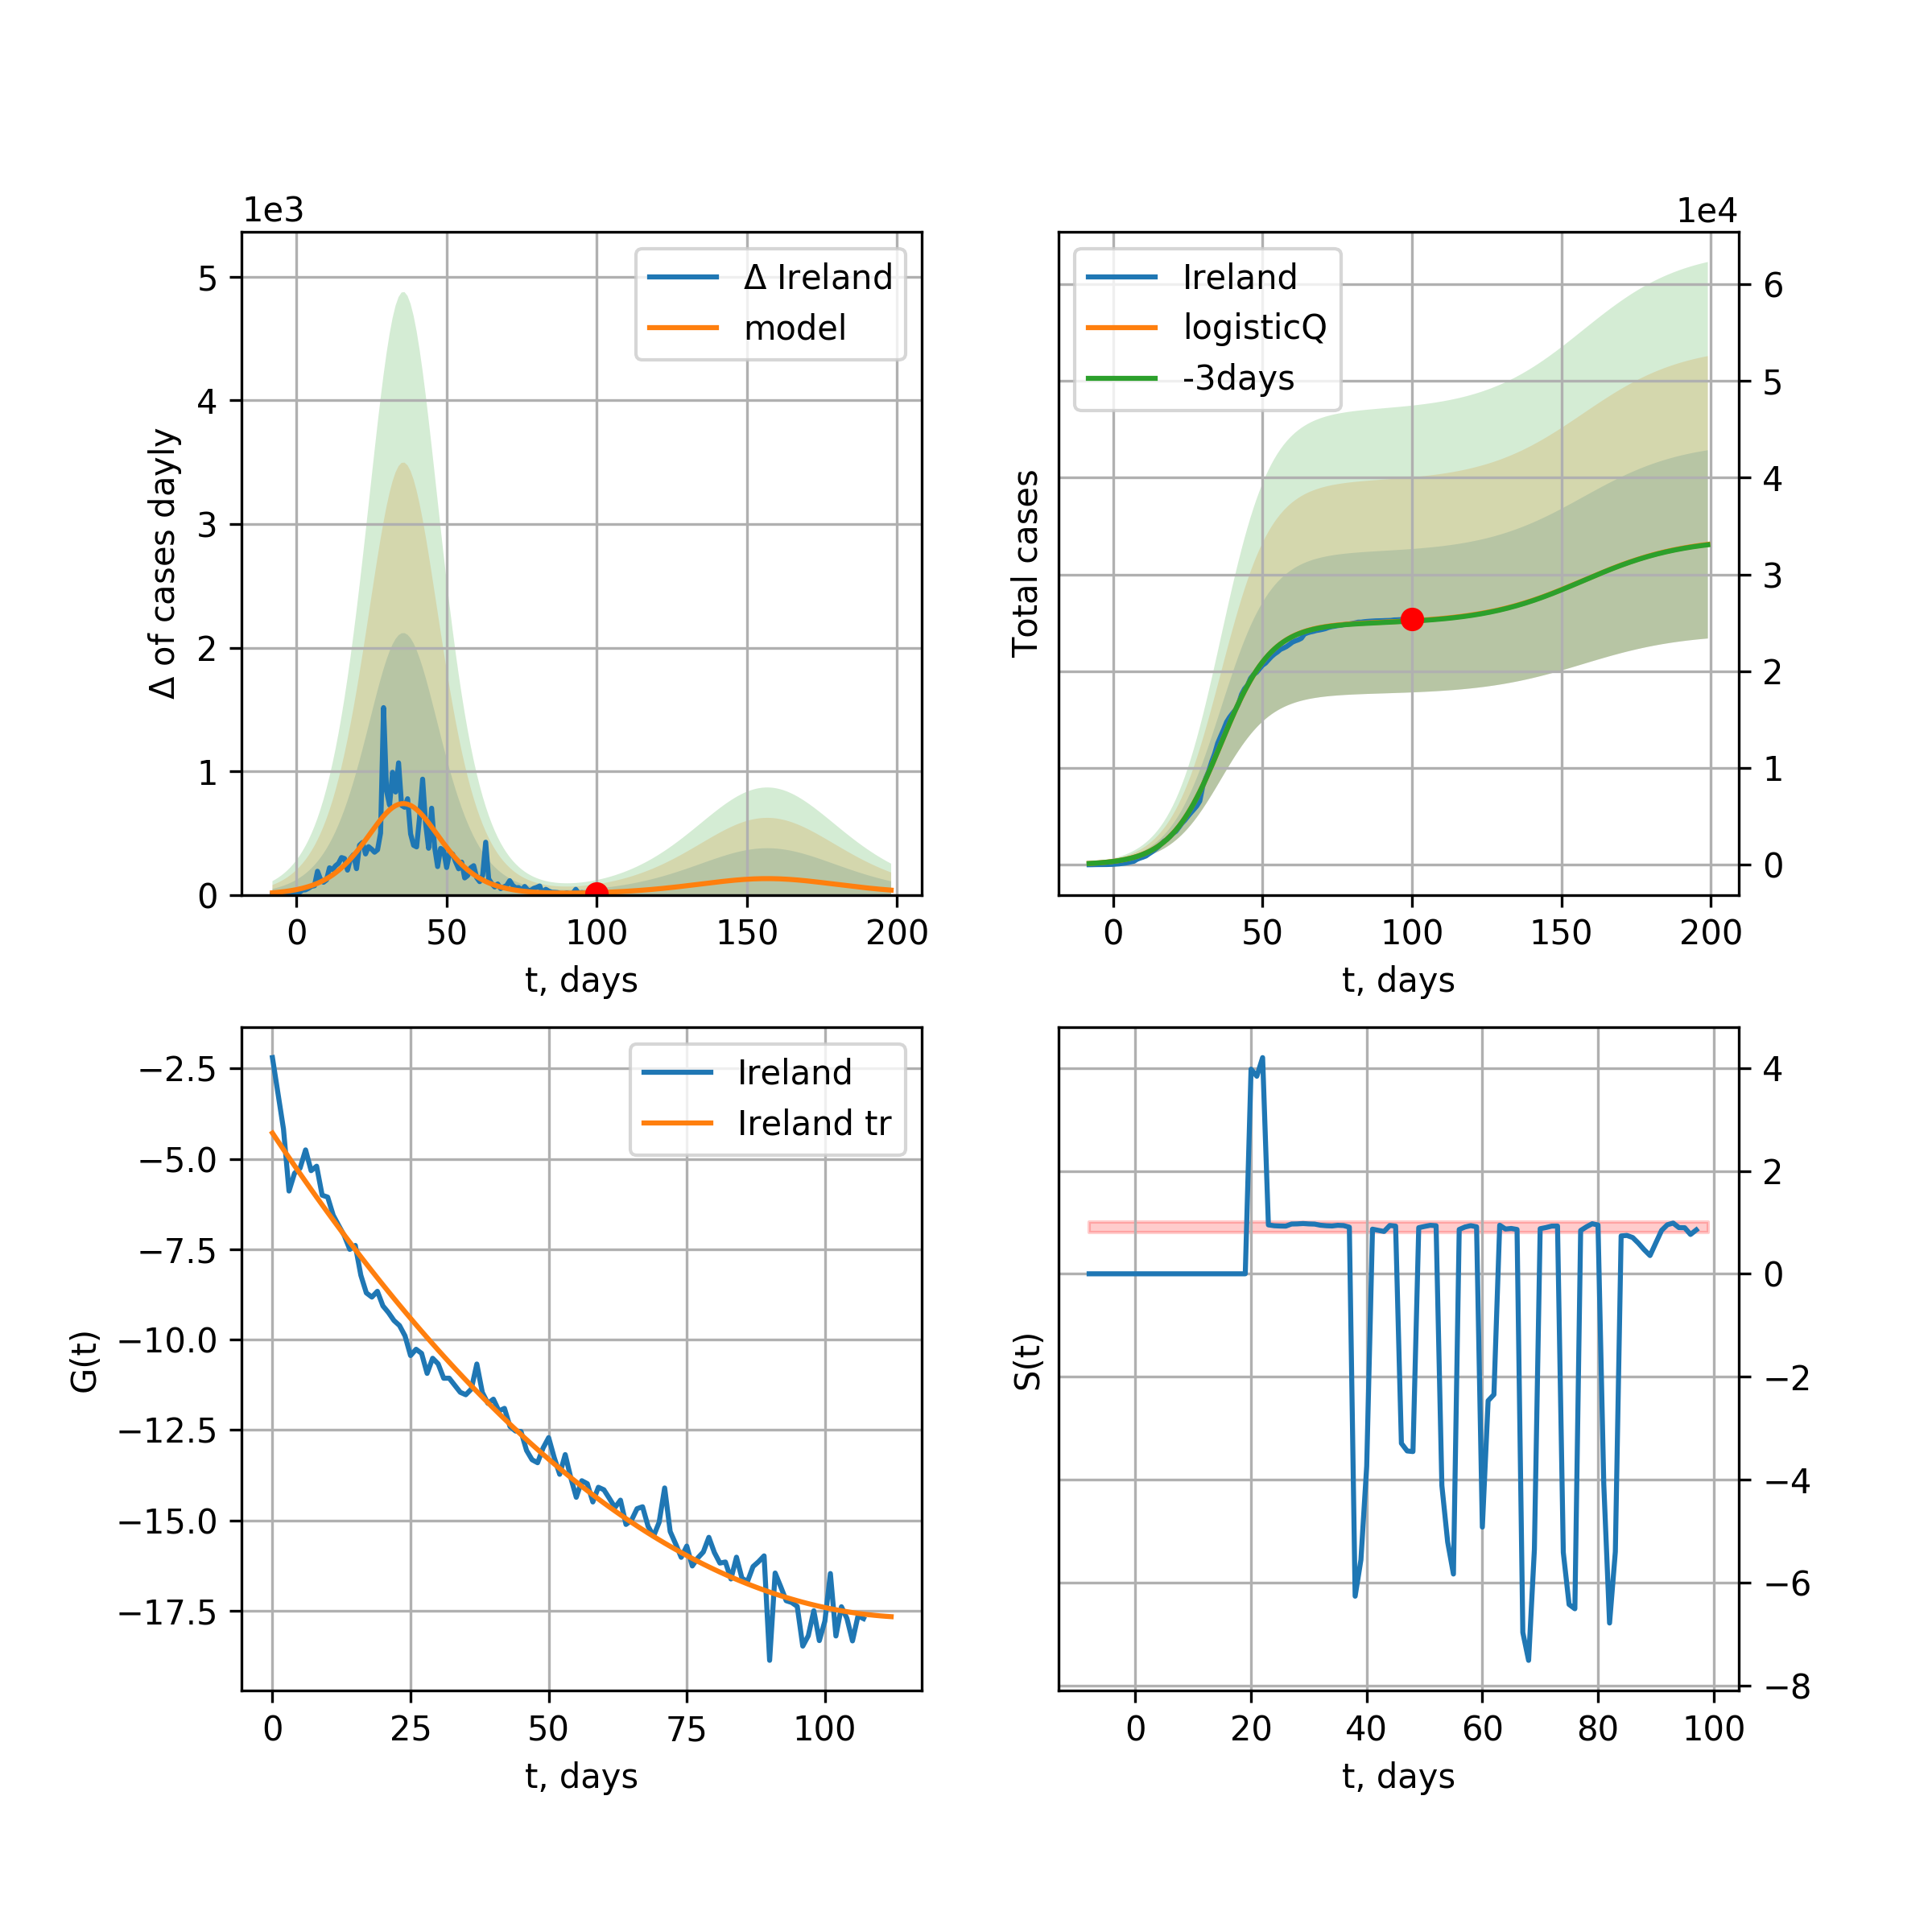 1e3
5
4
3
2
1
0
Δ of cases dayly
Δ Ireland
model
0 50 100 150 200
t, days
1e4
Total cases
Ireland
logisticQ
-3days
6
5
4
3
2
1
0
0 50 100 150 200
t, days
−2.5
−5.0
−7.5
−10.0
−12.5
−15.0
−17.5
G(t)
Ireland
Ireland tr
0 25 50 75 100
t, days
S(t)
4
2
0
−2
−4
−6
−8
0 20 40 60 80 100
t, days